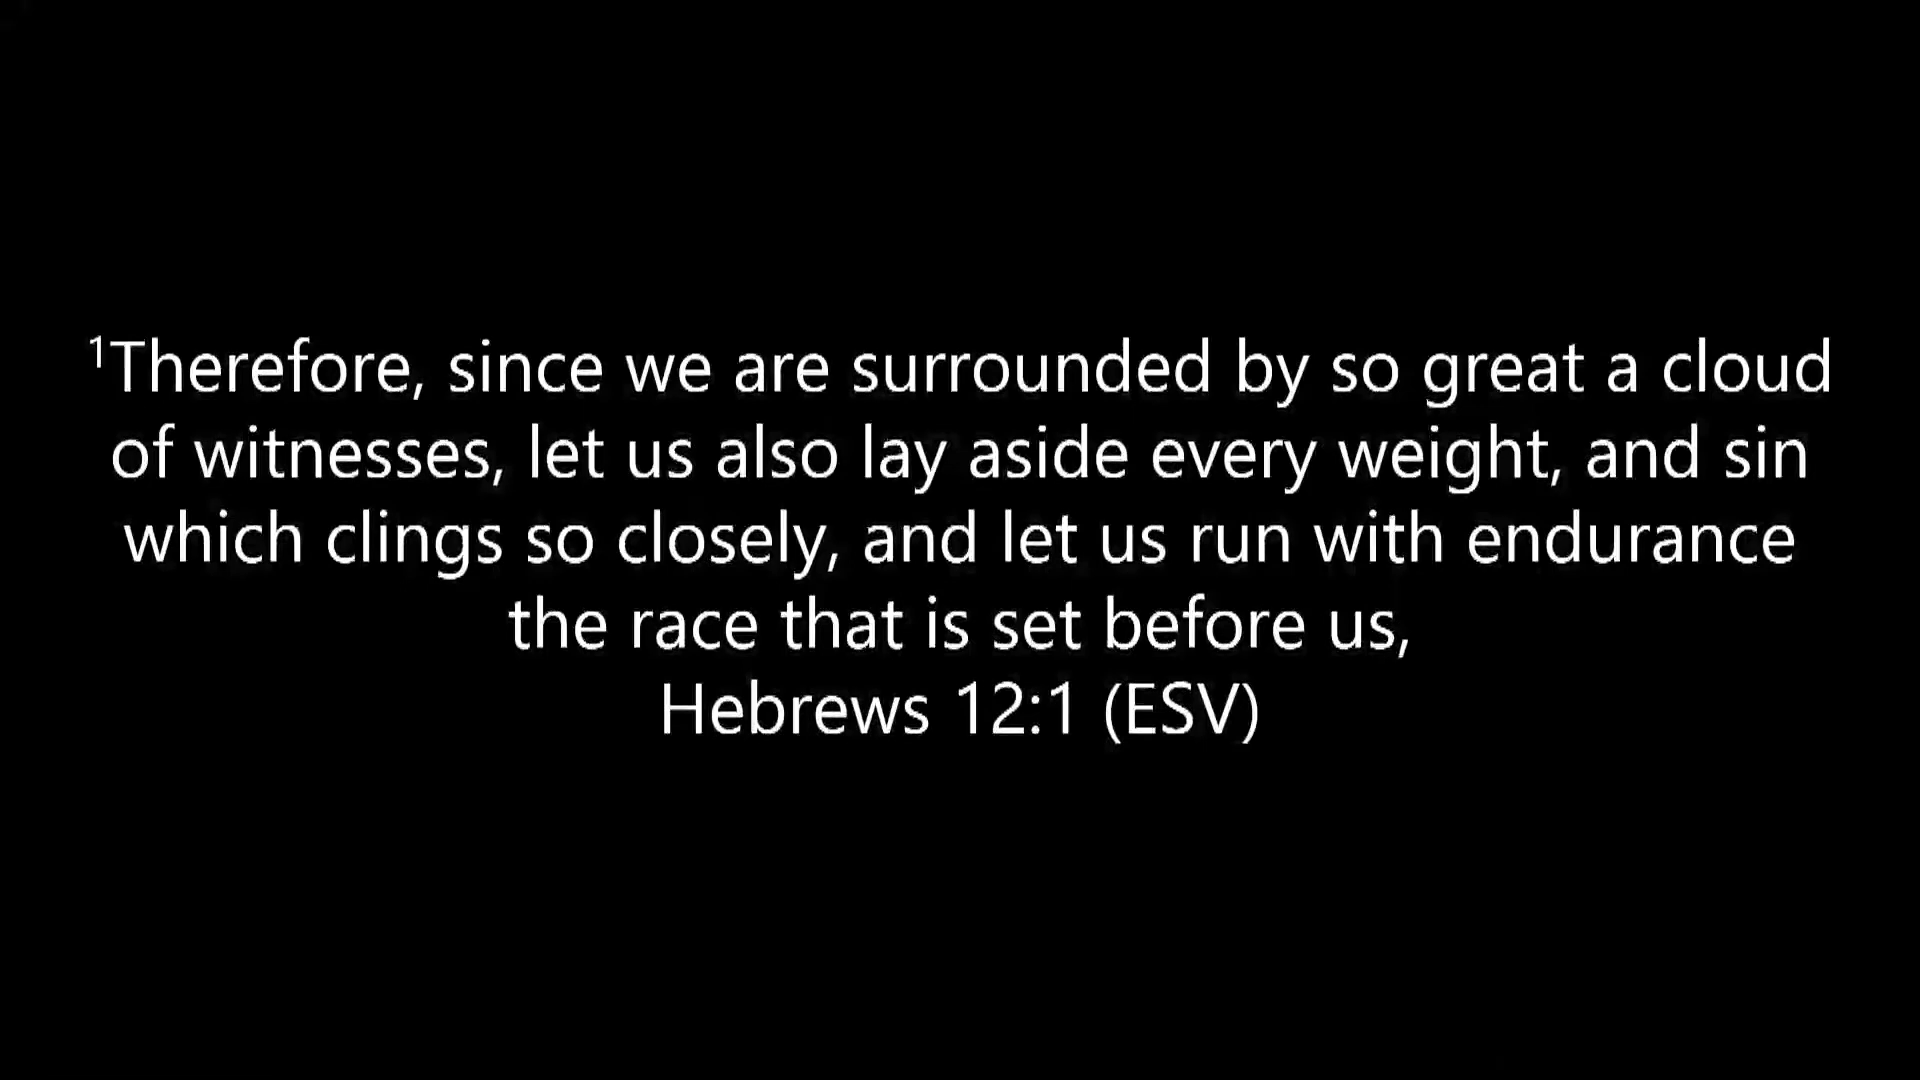 ¹Therefore, since we are surrounded by so great a cloud
of witnesses, let us also lay aside every weight, and sin
which clings so closely, and let us run with endurance
the race that is set before us,
Hebrews 12:1 (ESV)